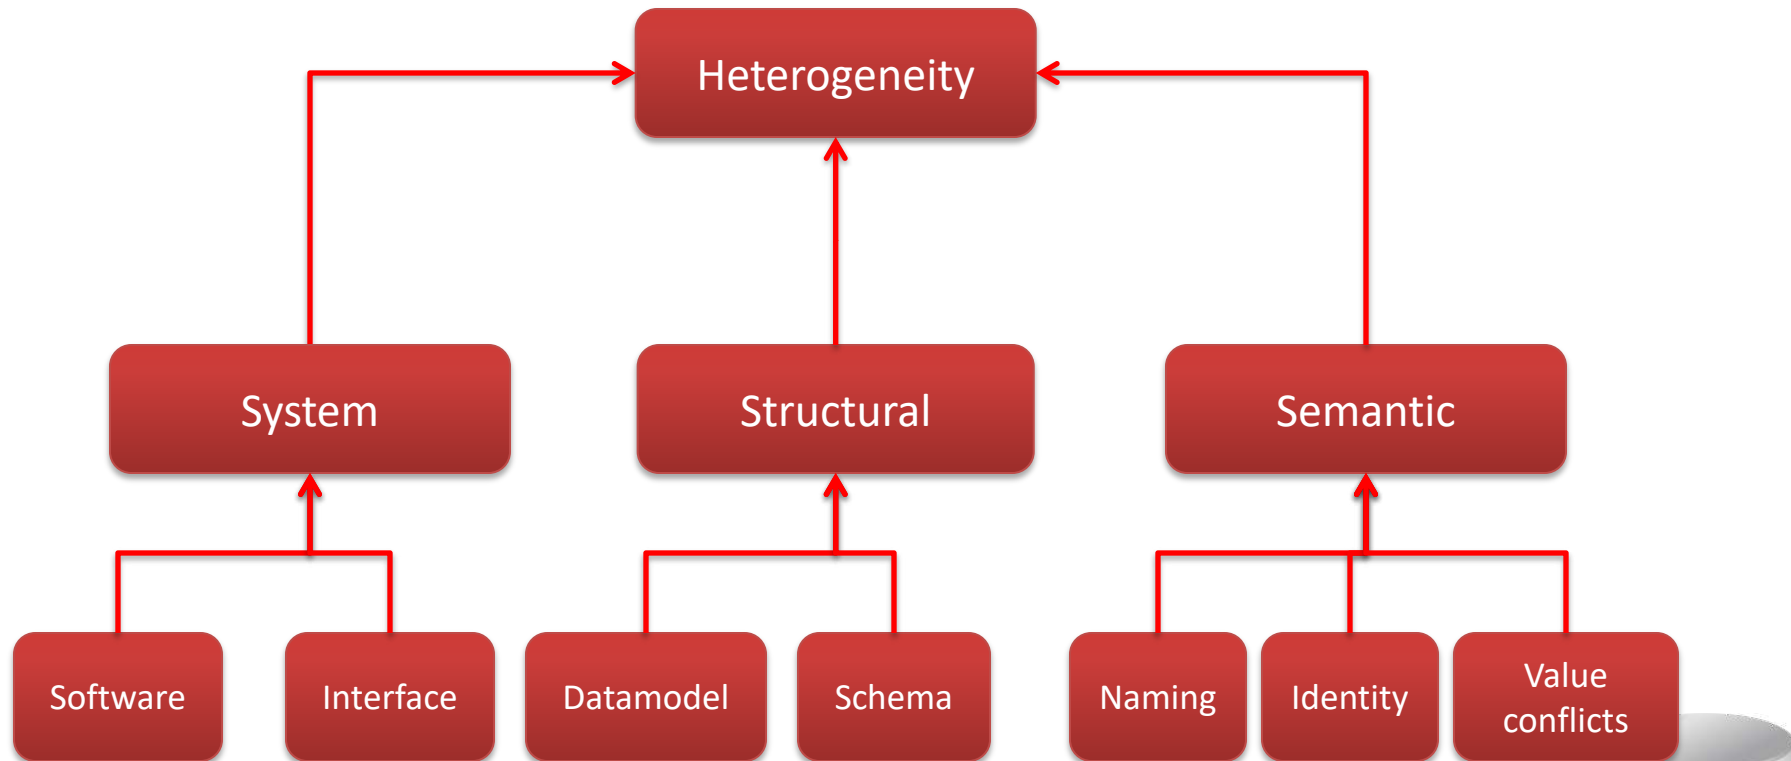 Heterogeneity
System
Structural
Semantic
Software
Interface
Datamodel
Schema
Naming
Identity
Value
conflicts